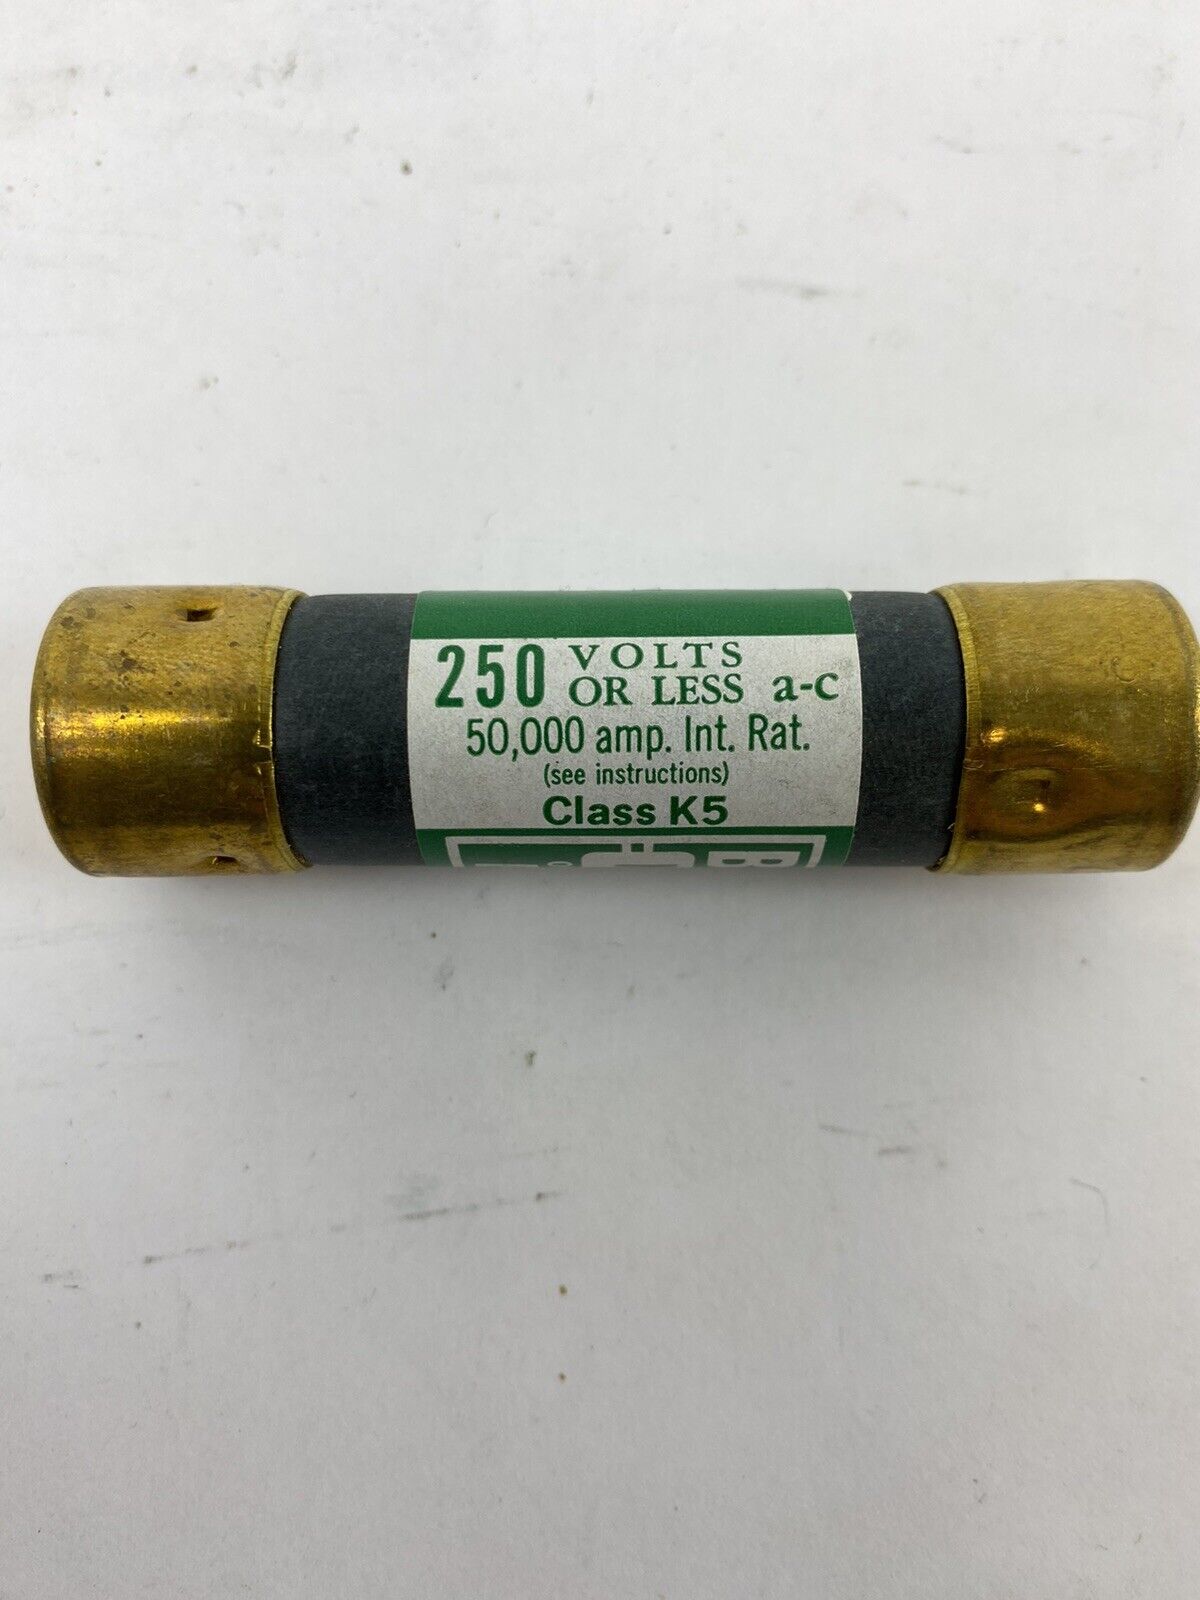 250 VOLTS
OR LESS a-c
50,000 amp. Int. Rat.
(see instructions)
Class K5